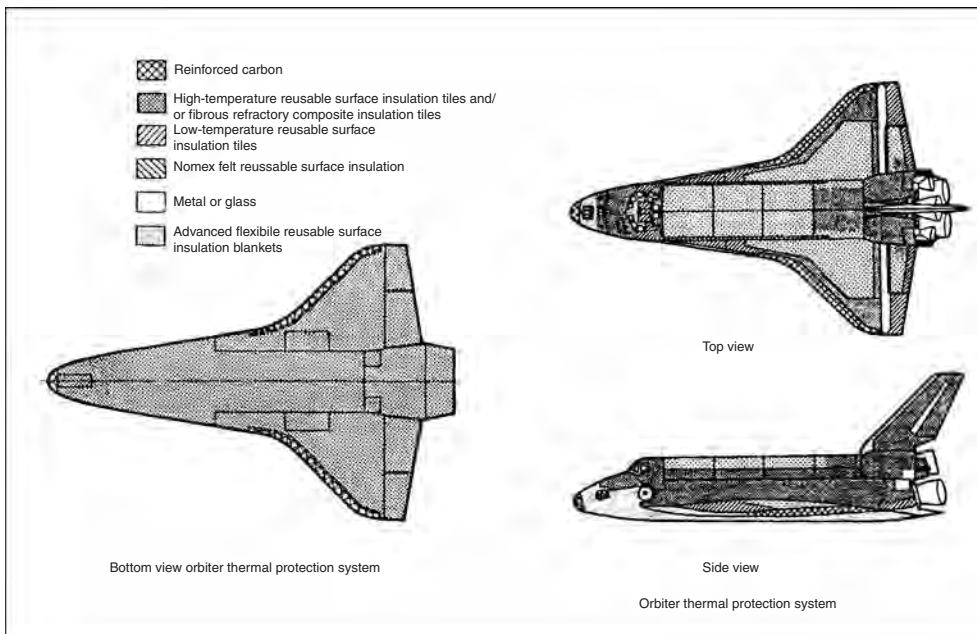 Reinforced carbon
High-temperature reusable surface insulation tiles and/
or fibrous refractory composite insulation tiles
Low-temperature reusable surface
insulation tiles
Nomex felt reussable surface insulation
Metal or glass
Advanced flexibile reusable surface
insulation blankets
Top view
Bottom view orbiter thermal protection system
Side view
Orbiter thermal protection system